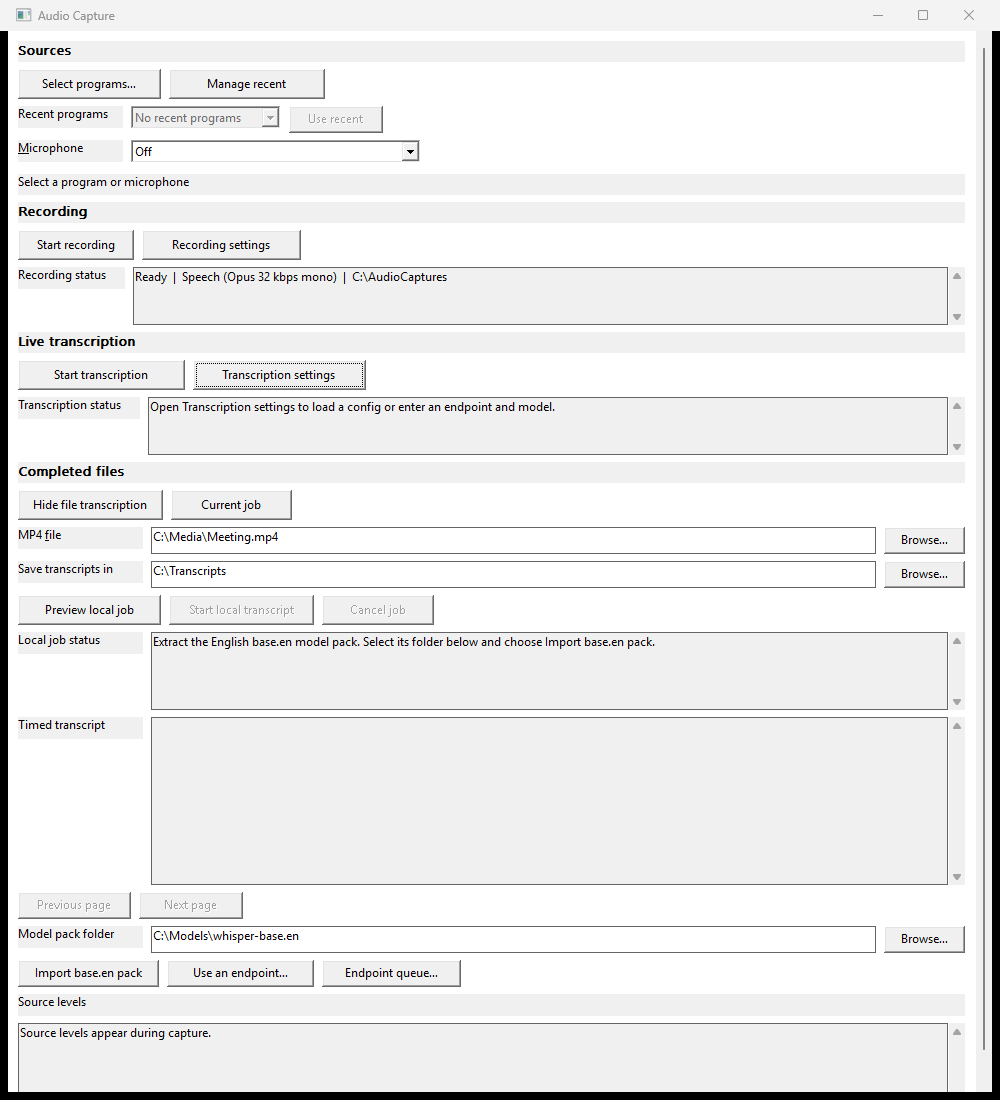 Audio Capture
Sources
Select programs... Manage recent
Recent programs No recent programs Use recent
Microphone Off
Select a program or microphone
Recording
Start recording Recording settings
Recording status Ready | Speech (Opus 32 kbps mono) | C:\AudioCaptures
Live transcription
Start transcription Transcription settings
Transcription status Open Transcription settings to load a config or enter an endpoint and model.
Completed files
Hide file transcription Current job
MP4 file C:\Media\Meeting.mp4 Browse...
Save transcripts in C:\Transcripts Browse...
Preview local job Start local transcript Cancel job
Local job status Extract the English base.en model pack. Select its folder below and choose Import base.en pack.
Timed transcript
Previous page Next page
Model pack folder C:\Models\whisper-base.en Browse...
Import base.en pack Use an endpoint... Endpoint queue...
Source levels
Source levels appear during capture.